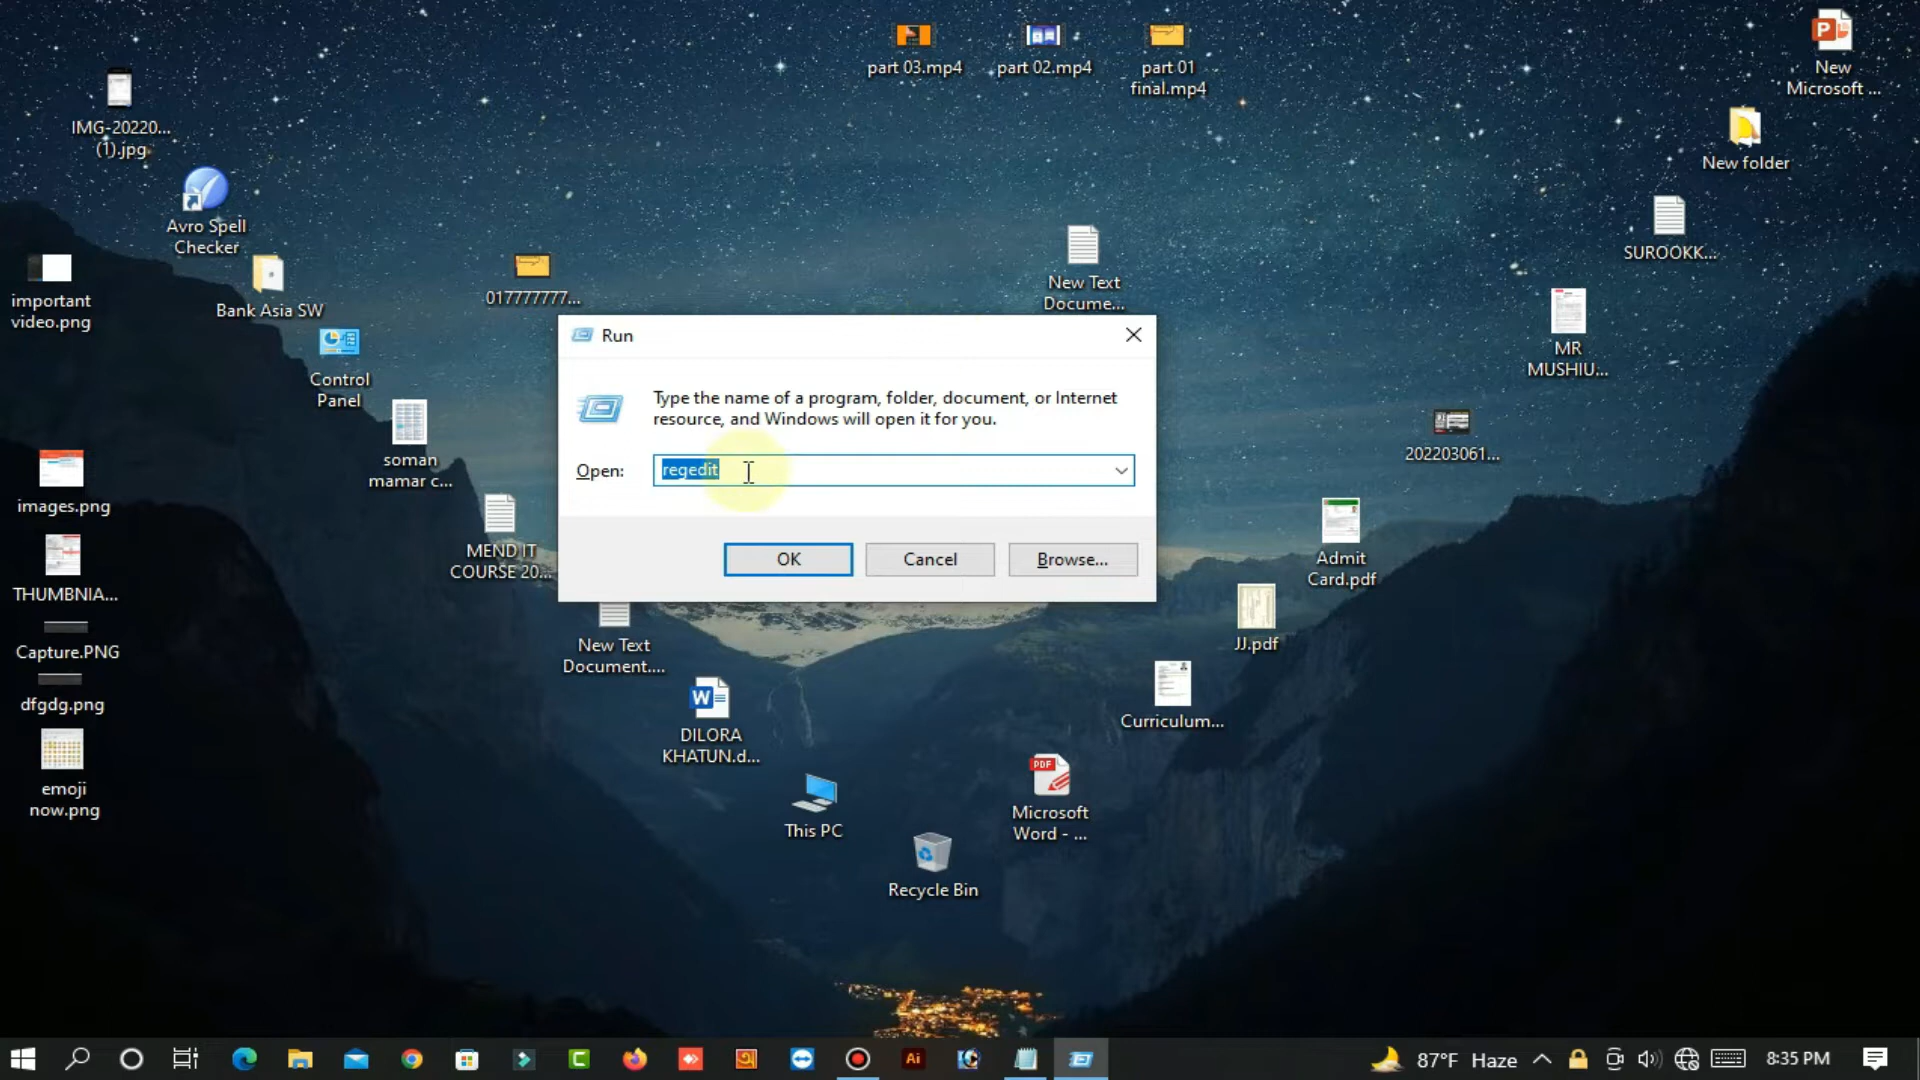 part 03.mp4
part 02.mp4
part 01
final.mp4
New
Microsoft ...
IMG-20220...
(1).jpg
New folder
Avro Spell
Checker
SUROOKK...
important
video.png
Bank Asia SW
017777777...
New Text
Docume...
MR
MUSHIU...
Control
Panel
Run
Type the name of a program, folder, document, or Internet
resource, and Windows will open it for you.
Open:
regedit
OK
Cancel
Browse...
soman
mamar c...
202203061...
images.png
MEND IT
COURSE 20...
Admit
Card.pdf
THUMBNIA...
New Text
Document....
JJ.pdf
Capture.PNG
dfgdg.png
W
DILORA
KHATUN.d...
Curriculum...
emoji
now.png
This PC
PDF
Microsoft
Word - ...
Recycle Bin
Ai
87°F Haze
8:35 PM